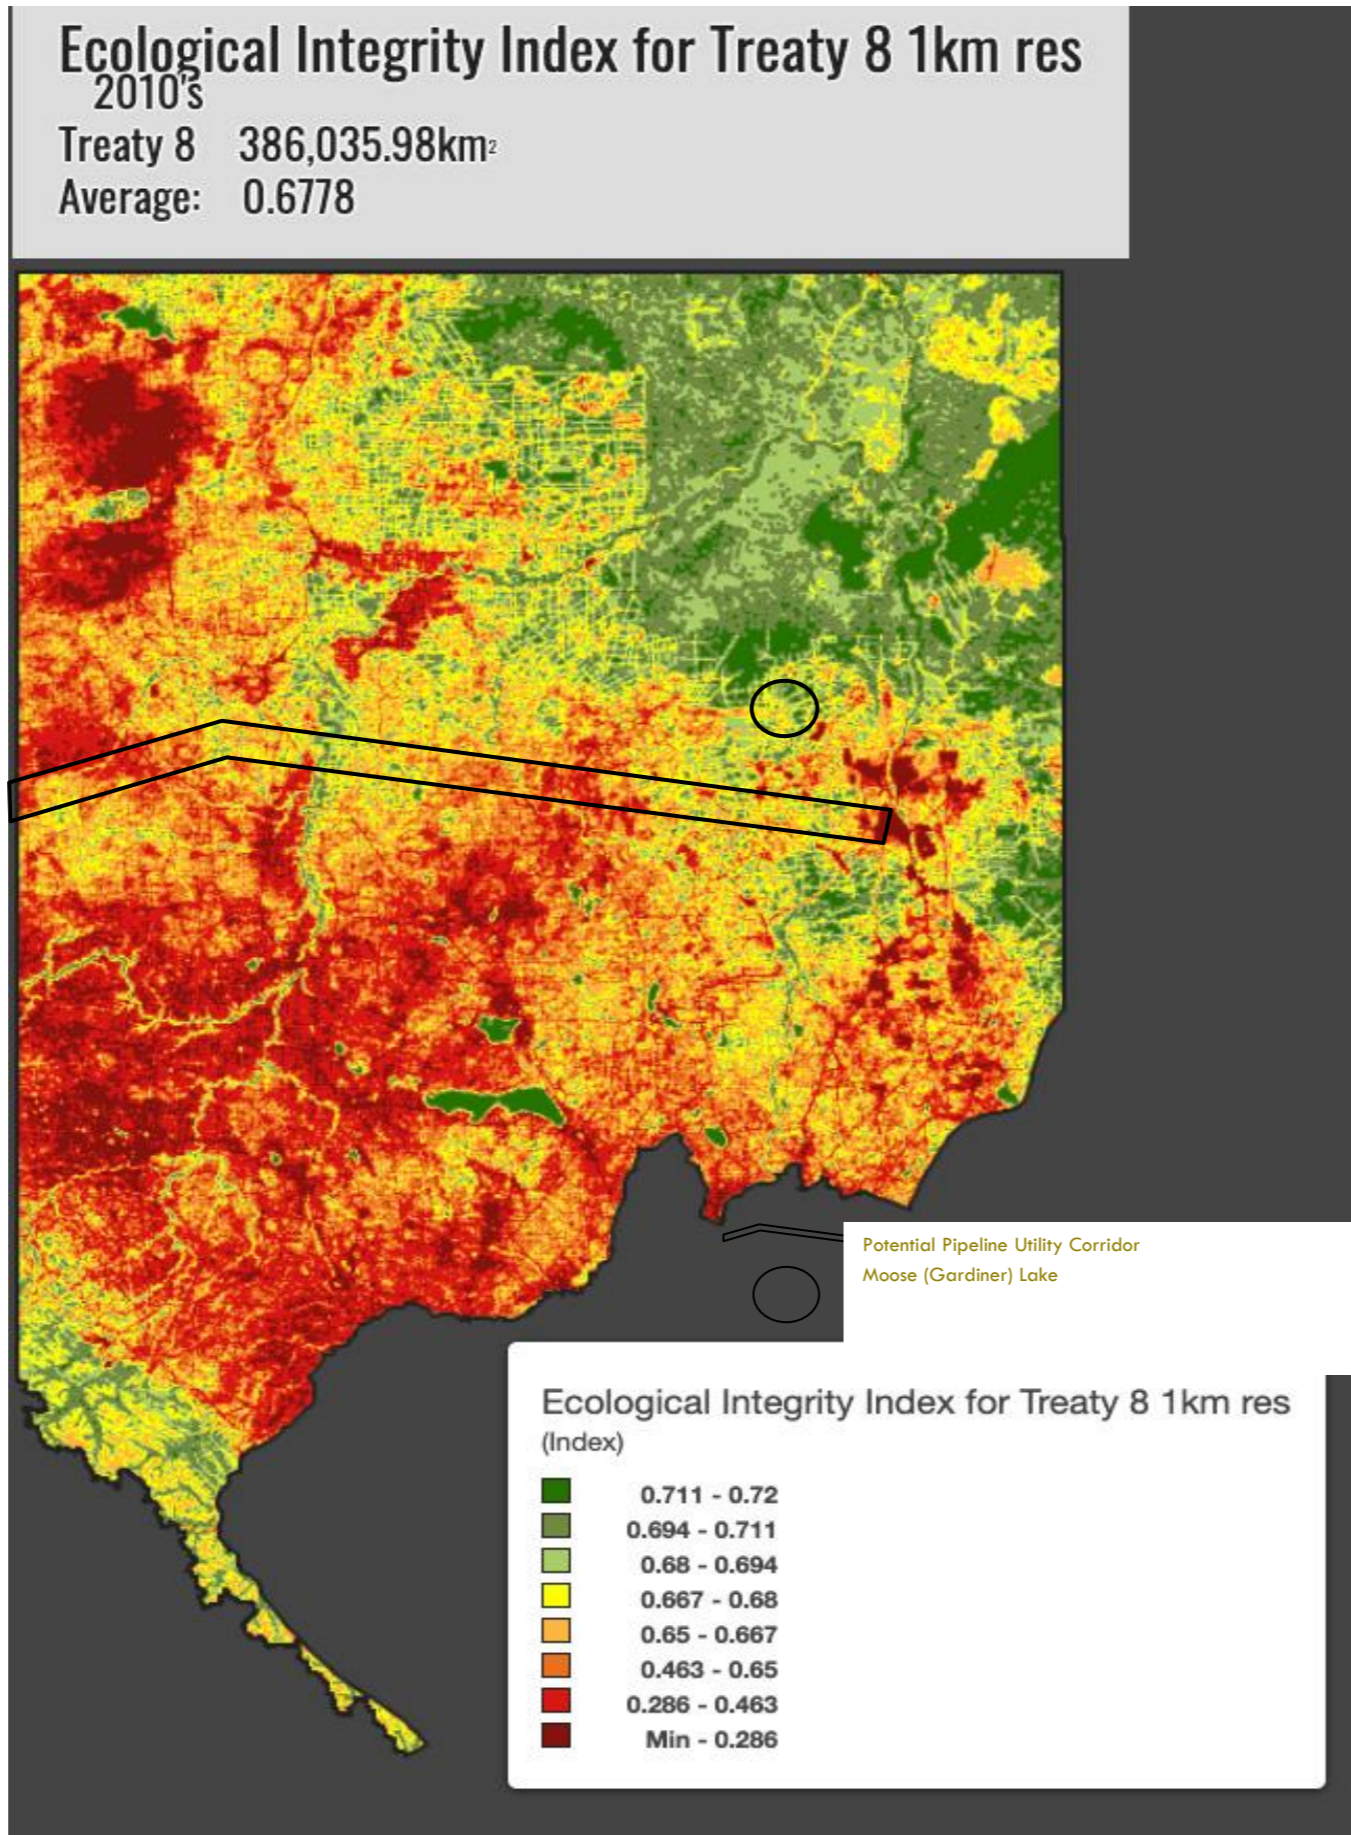 Ecological Integrity Index for Treaty 8 1km res
2010's
Treaty 8 386,035.98km²
Average: 0.6778
Potential Pipeline Utility Corridor
Moose (Gardiner) Lake
Ecological Integrity Index for Treaty 8 1km res
(Index)
0.711 - 0.72
0.694 - 0.711
0.68 - 0.694
0.667 - 0.68
0.65 - 0.667
0.463 - 0.65
0.286 - 0.463
Min - 0.286